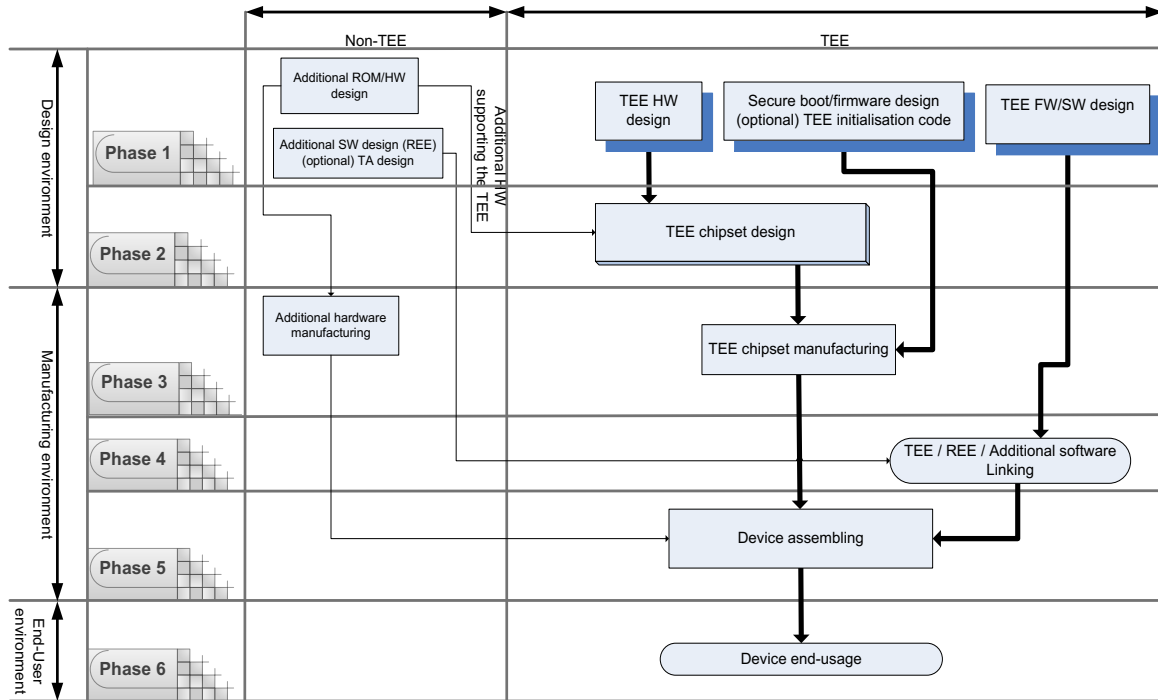 Non-TEE
TEE
Design environment
Additional ROM/HW
design
Additional HW
supporting the TEE
TEE HW
design
Secure boot/firmware design
(optional) TEE initialisation code
TEE FW/SW design
Phase 1
Additional SW design (REE)
(optional) TA design
Phase 2
TEE chipset design
Manufacturing environment
Additional hardware
manufacturing
TEE chipset manufacturing
Phase 3
Phase 4
TEE / REE / Additional software
Linking
Phase 5
Device assembling
End-User
environment
Phase 6
Device end-usage